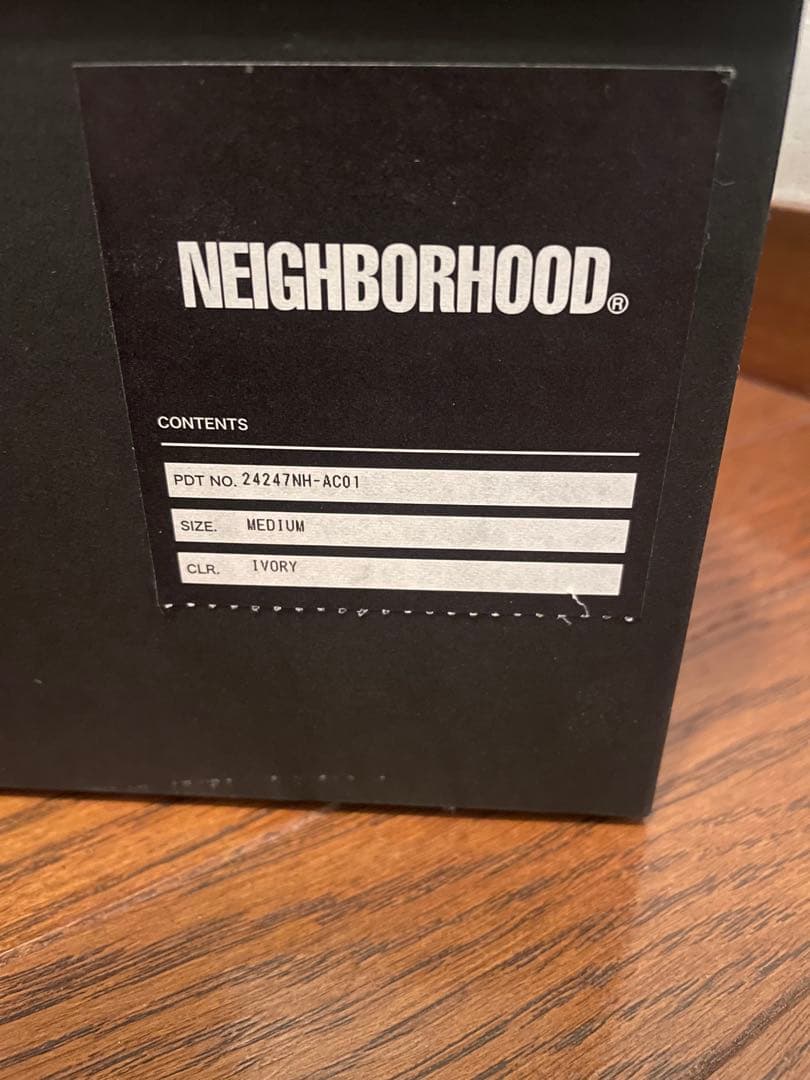 NEIGHBORHOOD®
CONTENTS
PDT NO. 24247NH-AC01
SIZE. MEDIUM
CLR. IVORY